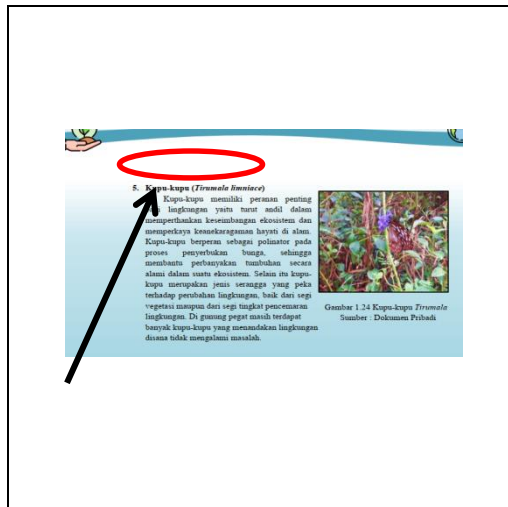 5. Kupu-kupu (Tirumala limniace)
Kupu-kupu memiliki peranan penting
lingkungan yaitu turut andil dalam
memperthankan keseimbangan ekosistem dan
memperkaya keanekaragaman hayati di alam.
Kupu-kupu berperan sebagai polinator pada
proses penyerbukan bunga, sehingga
membantu perbanyakan tumbuhan secara
alami dalam suatu ekosistem. Selain itu kupu-
kupu merupakan jenis serangga yang peka
terhadap perubahan lingkungan, baik dari segi
vegetasi maupun dari segi tingkat pencemaran
lingkungan. Di gunung pegat masih terdapat
banyak kupu-kupu yang menandakan lingkungan
disana tidak mengalami masalah.
Gambar 1.24 Kupu-kupu Tirumala
Sumber : Dokumen Pribadi